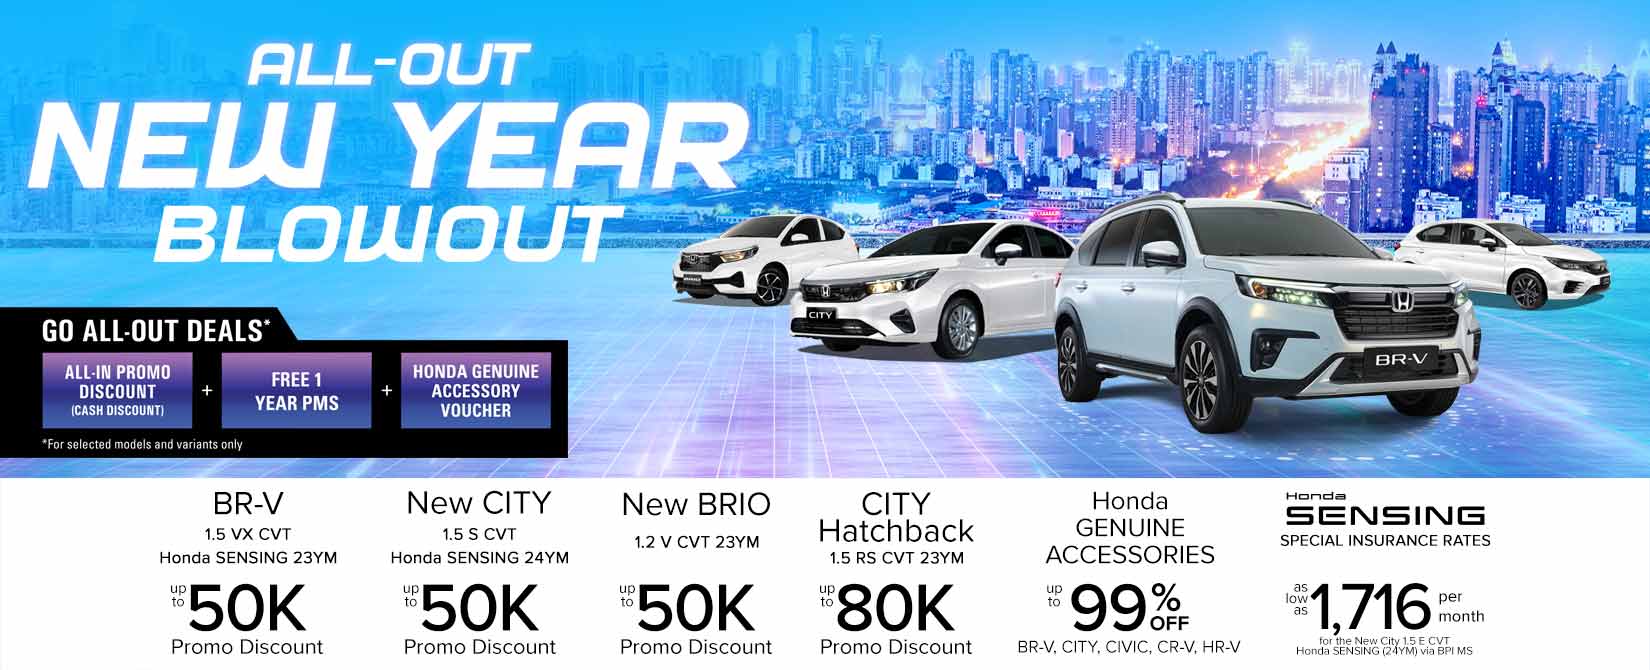 ALL-OUT
NEW YEAR
BLOWOUT
GO ALL-OUT DEALS*
ALL-IN PROMO
DISCOUNT
(CASH DISCOUNT)
+
FREE 1
YEAR PMS
+
HONDA GENUINE
ACCESSORY
VOUCHER
*For selected models and variants only
CITY
BR-V
BR-V
1.5 VX CVT
Honda SENSING 23YM
up to 50K
Promo Discount
New CITY
1.5 S CVT
Honda SENSING 24YM
up to 50K
Promo Discount
New BRIO
1.2 V CVT 23YM
up to 50K
Promo Discount
CITY
Hatchback
1.5 RS CVT 23YM
up to 80K
Promo Discount
Honda
GENUINE
ACCESSORIES
up to 99% OFF
BR-V, CITY, CIVIC, CR-V, HR-V
Honda
SENSING
SPECIAL INSURANCE RATES
as low as 1,716 per month
for the New City 1.5 E CVT
Honda SENSING (24YM) via BPI MS